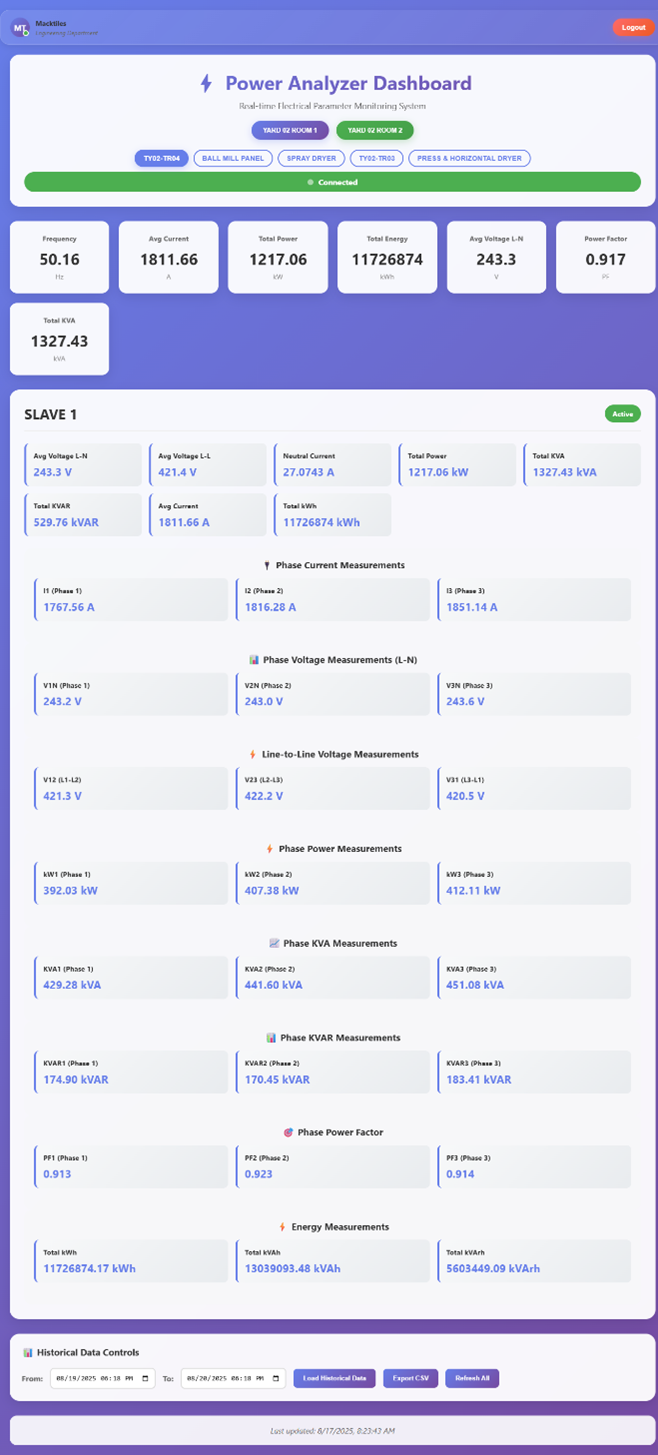 MT
Macktiles
Engineering Department
Logout
Power Analyzer Dashboard
Real-time Electrical Parameter Monitoring System
YARD 02 ROOM 1
YARD 02 ROOM 2
TY02-TR04
BALL MILL PANEL
SPRAY DRYER
TY02-TR03
PRESS & HORIZONTAL DRYER
Connected
Frequency
50.16
Hz
Avg Current
1811.66
A
Total Power
1217.06
kW
Total Energy
11726874
kWh
Avg Voltage L-N
243.3
V
Power Factor
0.917
PF
Total KVA
1327.43
kVA
SLAVE 1
Active
Avg Voltage L-N
243.3 V
Avg Voltage L-L
421.4 V
Neutral Current
27.0743 A
Total Power
1217.06 kW
Total KVA
1327.43 kVA
Total KVAR
529.76 kVAR
Avg Current
1811.66 A
Total kWh
11726874 kWh
Phase Current Measurements
I1 (Phase 1)
1767.56 A
I2 (Phase 2)
1816.28 A
I3 (Phase 3)
1851.14 A
Phase Voltage Measurements (L-N)
V1N (Phase 1)
243.2 V
V2N (Phase 2)
243.0 V
V3N (Phase 3)
243.6 V
Line-to-Line Voltage Measurements
V12 (L1-L2)
421.3 V
V23 (L2-L3)
422.2 V
V31 (L3-L1)
420.5 V
Phase Power Measurements
kW1 (Phase 1)
392.03 kW
kW2 (Phase 2)
407.38 kW
kW3 (Phase 3)
412.11 kW
Phase KVA Measurements
KVA1 (Phase 1)
429.28 kVA
KVA2 (Phase 2)
441.60 kVA
KVA3 (Phase 3)
451.08 kVA
Phase KVAR Measurements
KVAR1 (Phase 1)
174.90 kVAR
KVAR2 (Phase 2)
170.45 kVAR
KVAR3 (Phase 3)
183.41 kVAR
Phase Power Factor
PF1 (Phase 1)
0.913
PF2 (Phase 2)
0.923
PF3 (Phase 3)
0.914
Energy Measurements
Total kWh
11726874.17 kWh
Total kVAh
13039093.48 kVAh
Total kVArh
5603449.09 kVArh
Historical Data Controls
From: 08/19/2025 06:18 PM To: 08/20/2025 06:18 PM Load Historical Data Export CSV Refresh All
Last updated: 8/17/2025, 8:23:43 AM